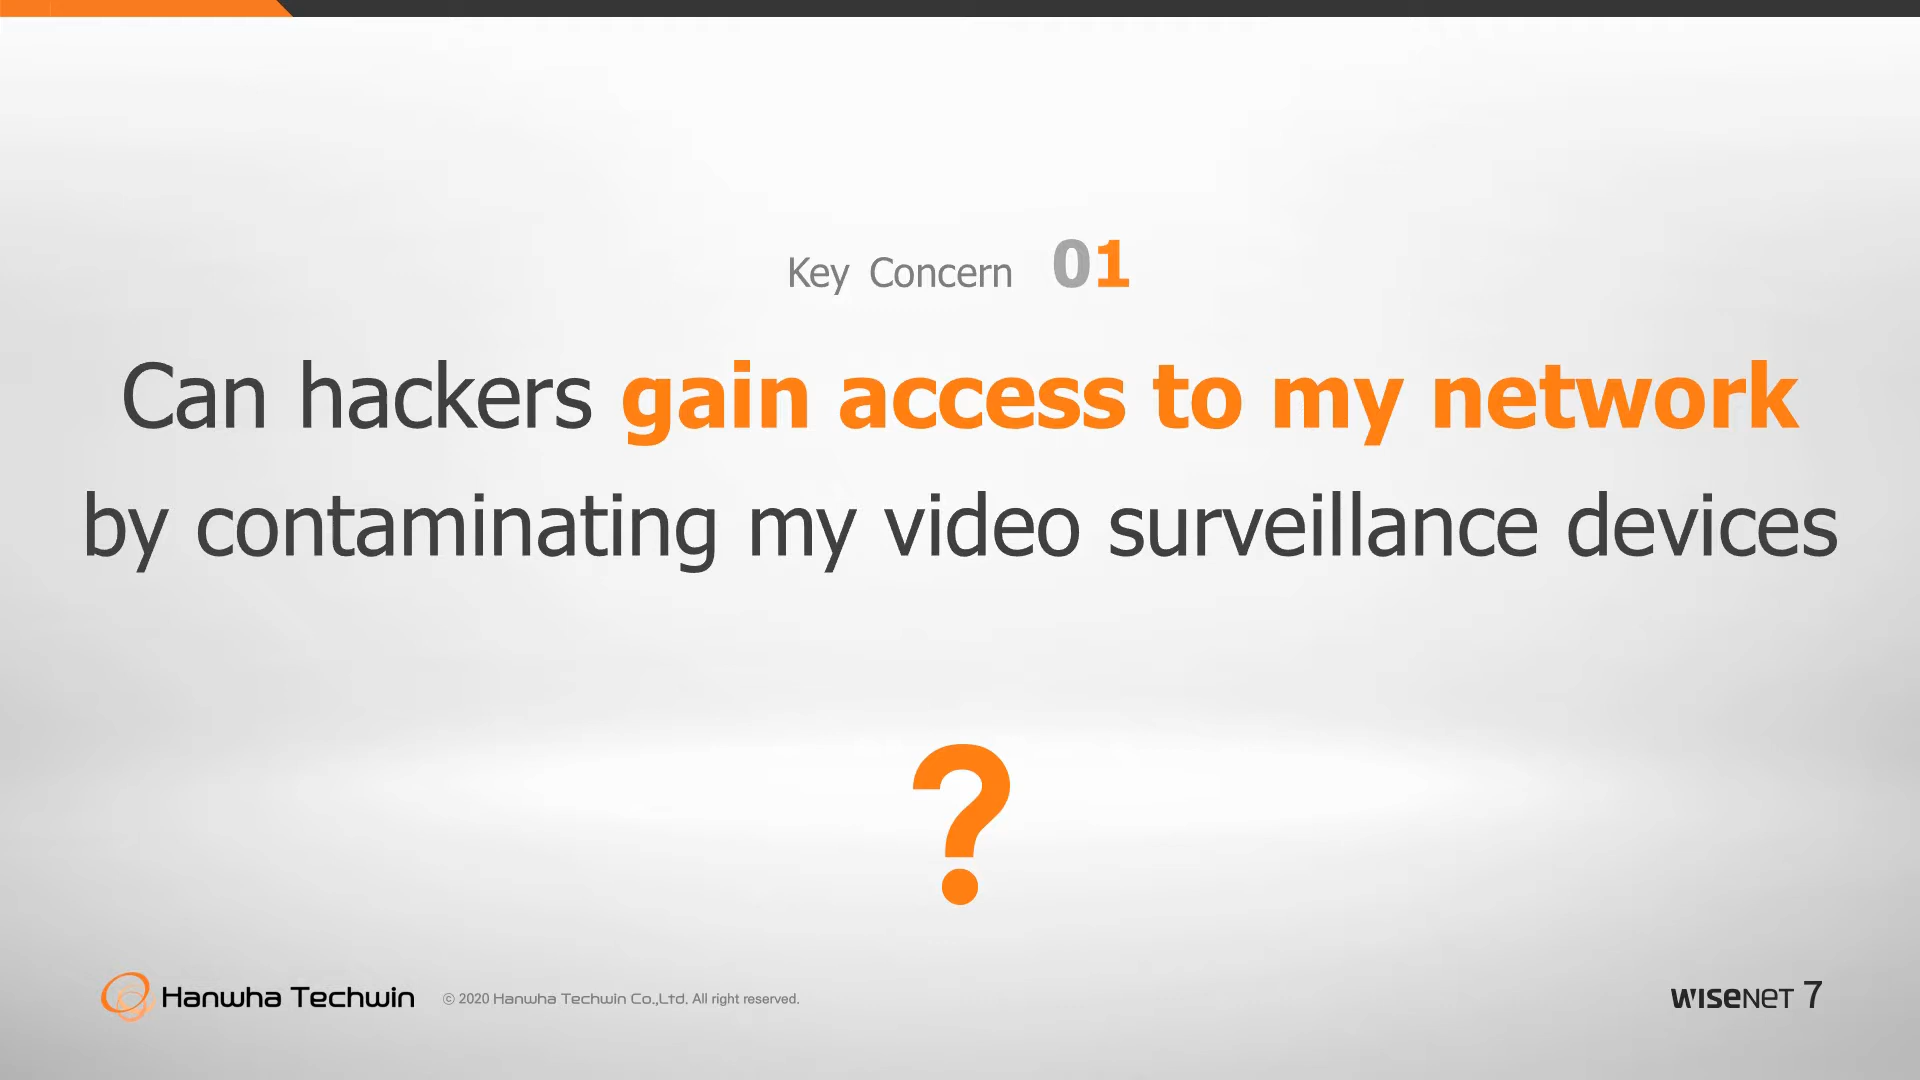 Key Concern 01
Can hackers gain access to my network
by contaminating my video surveillance devices
?
Hanwha Techwin
© 2020 Hanwha Techwin Co.,Ltd. All right reserved.
WISENET 7